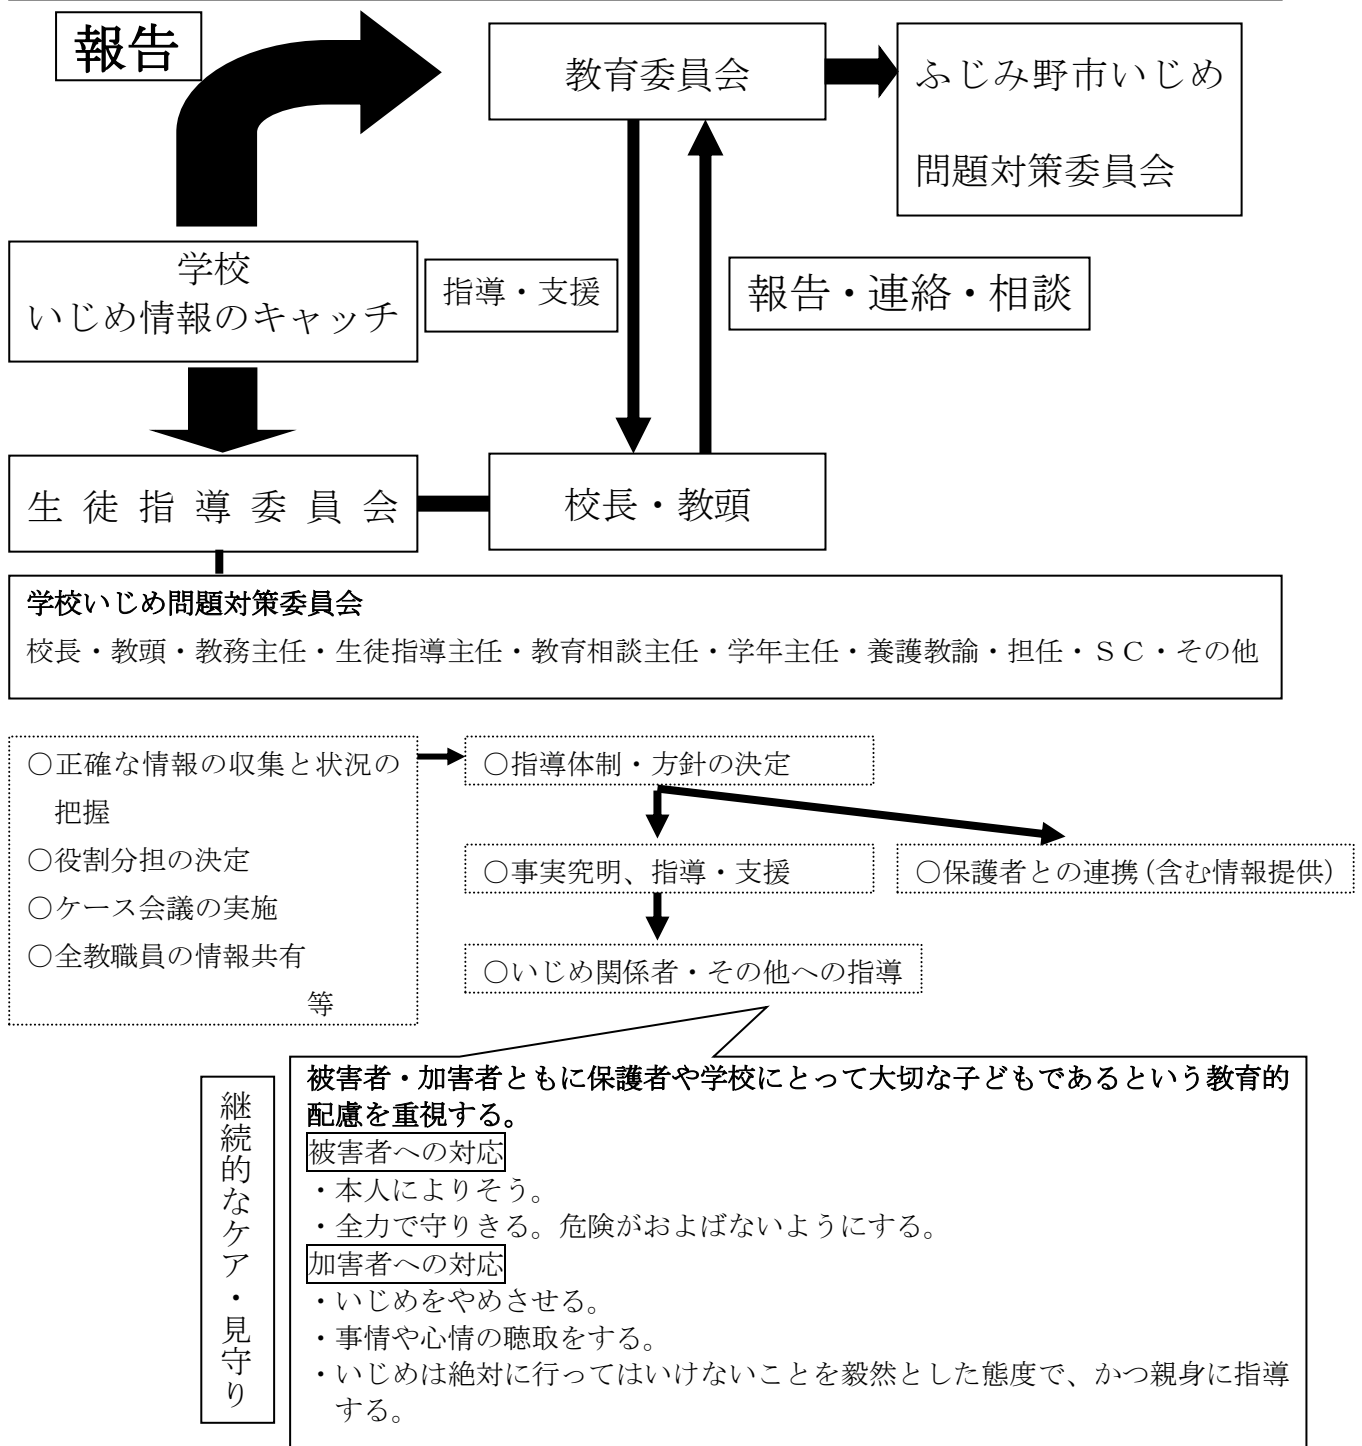 報告
教育委員会
ふじみ野市いじめ
問題対策委員会
学校
いじめ情報のキャッチ
指導・支援
報告・連絡・相談
生徒指導委員会
校長・教頭
学校いじめ問題対策委員会
校長・教頭・教務主任・生徒指導主任・教育相談主任・学年主任・養護教諭・担任・ＳＣ・その他
○正確な情報の収集と状況の
把握
○役割分担の決定
○ケース会議の実施
○全教職員の情報共有
等
○指導体制・方針の決定
○事実究明、指導・支援
○保護者との連携(含む情報提供)
○いじめ関係者・その他への指導
継続的なケア・見守り
被害者・加害者ともに保護者や学校にとって大切な子どもであるという教育的
配慮を重視する。
被害者への対応
・本人によりそう。
・全力で守りきる。危険がおよばないようにする。
加害者への対応
・いじめをやめさせる。
・事情や心情の聴取をする。
・いじめは絶対に行ってはいけないことを毅然とした態度で、かつ親身に指導
する。